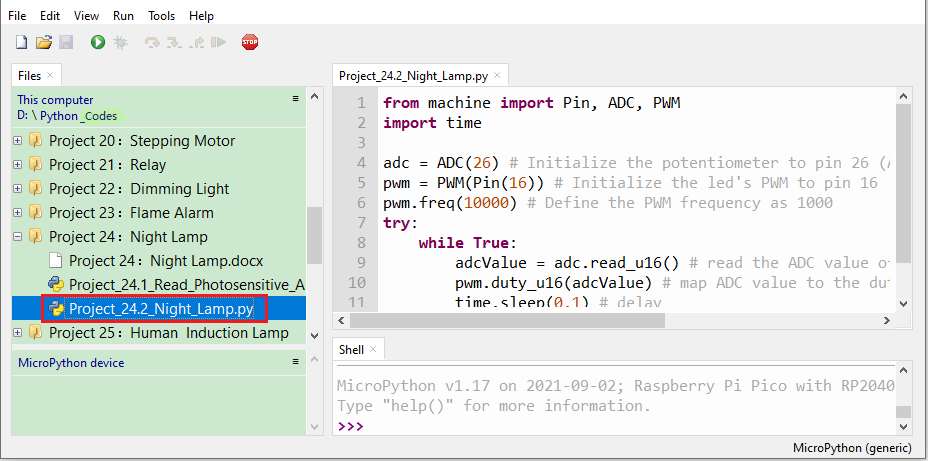 File Edit View Run Tools Help
STOP
Files ×
This computer
D: \ Python _Codes
Project 20：Stepping Motor
Project 21：Relay
Project 22：Dimming Light
Project 23：Flame Alarm
Project 24：Night Lamp
Project 24：Night Lamp.docx
Project_24.1_Read_Photosensitive_A
Project_24.2_Night_Lamp.py
Project 25：Human Induction Lamp
MicroPython device
Project_24.2_Night_Lamp.py ×
1 from machine import Pin, ADC, PWM
2 import time
3
4 adc = ADC(26) # Initialize the potentiometer to pin 26 (A
5 pwm = PWM(Pin(16)) # Initialize the led's PWM to pin 16
6 pwm.freq(10000) # Define the PWM frequency as 1000
7 try:
8 while True:
9 adcValue = adc.read_u16() # read the ADC value of
10 pwm.duty_u16(adcValue) # map ADC value to the dut
11 time.sleep(0.1) # delay
Shell ×
MicroPython v1.17 on 2021-09-02; Raspberry Pi Pico with RP2040
Type "help()" for more information.
>>>
MicroPython (generic)